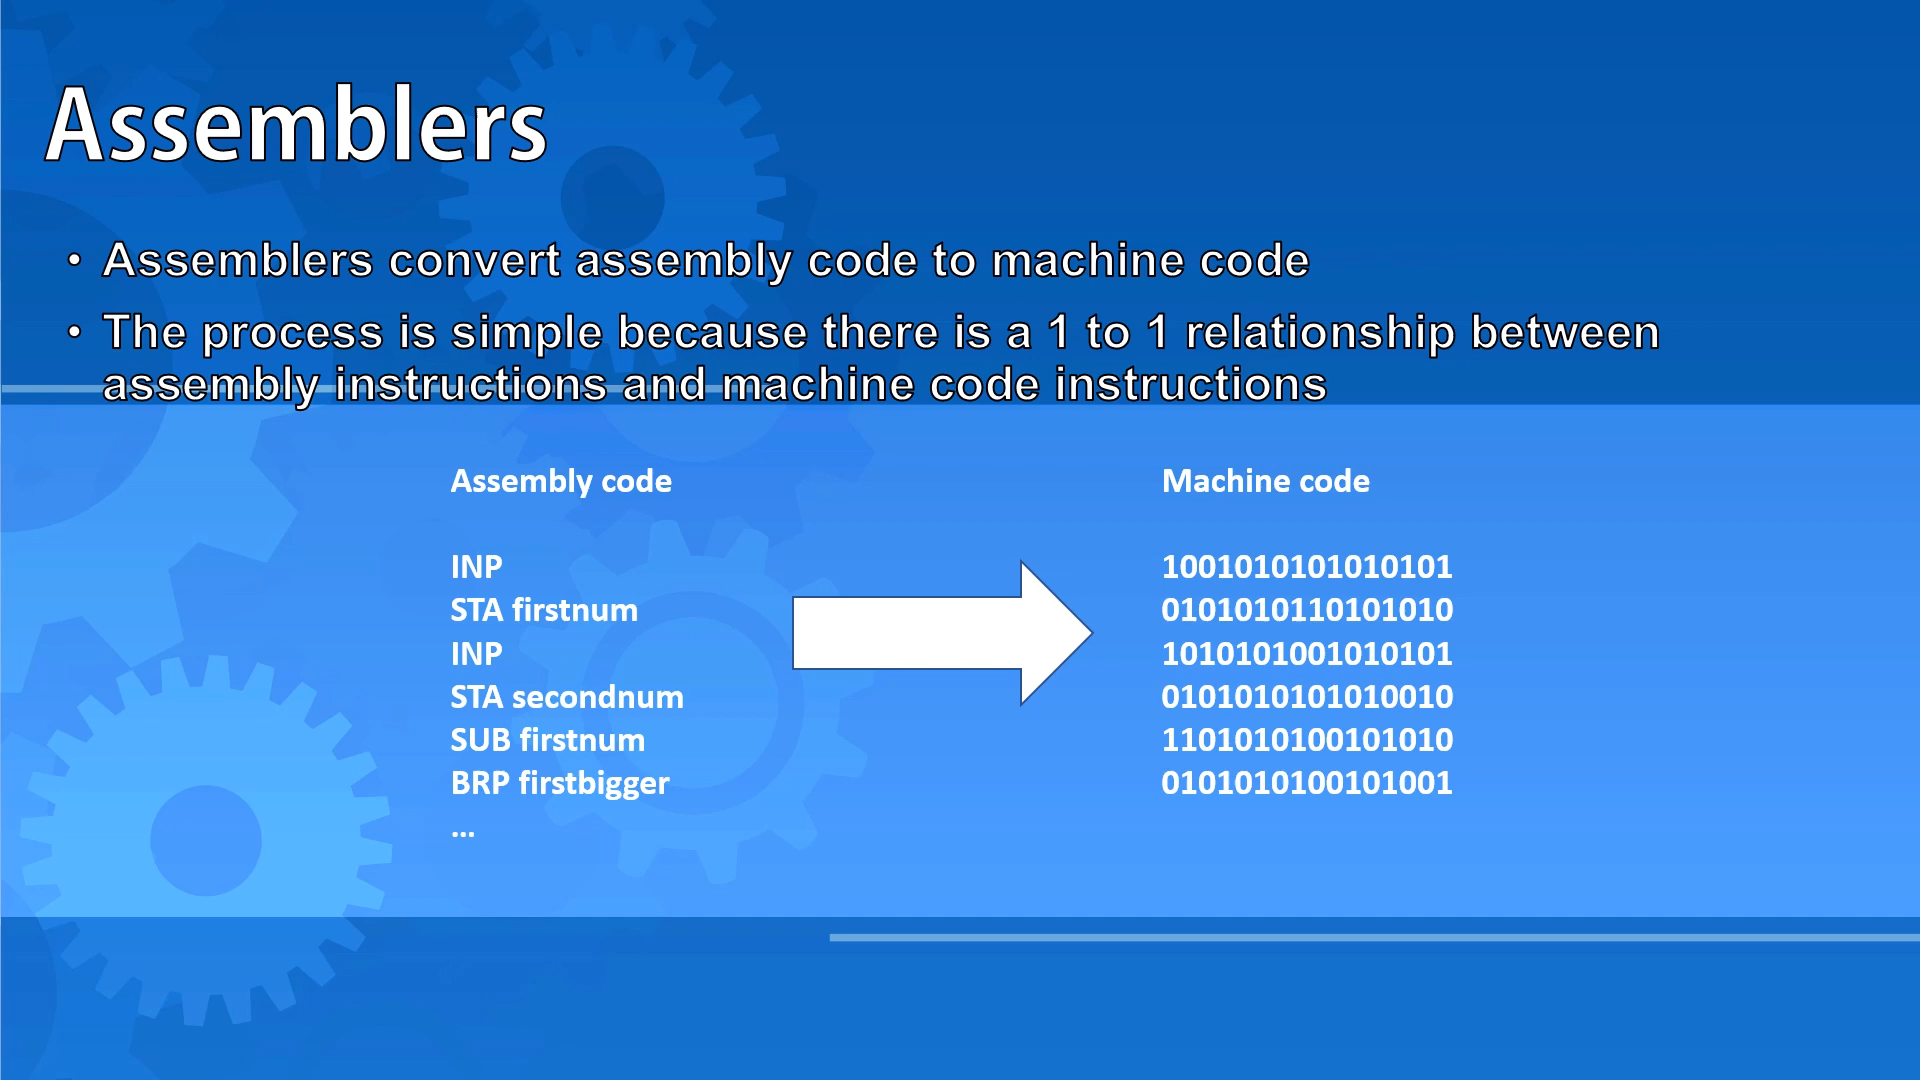 Assemblers
• Assemblers convert assembly code to machine code
• The process is simple because there is a 1 to 1 relationship between
assembly instructions and machine code instructions
Assembly code
INP
STA firstnum
INP
STA secondnum
SUB firstnum
BRP firstbigger
...
Machine code
1001010101010101
0101010110101010
1010101001010101
0101010101010010
1101010100101010
0101010100101001